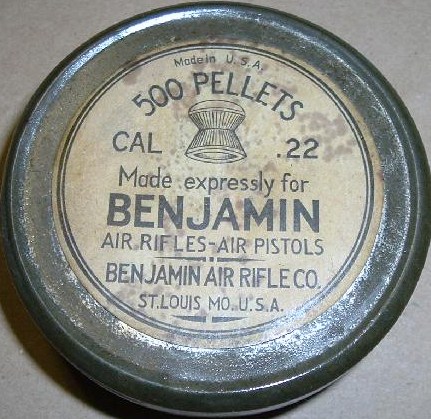 Made in U.S.A.
500 PELLETS
CAL .22
Made expressly for
BENJAMIN
AIR RIFLES-AIR PISTOLS
BENJAMIN AIR RIFLE CO.
ST. LOUIS MO. U.S.A.